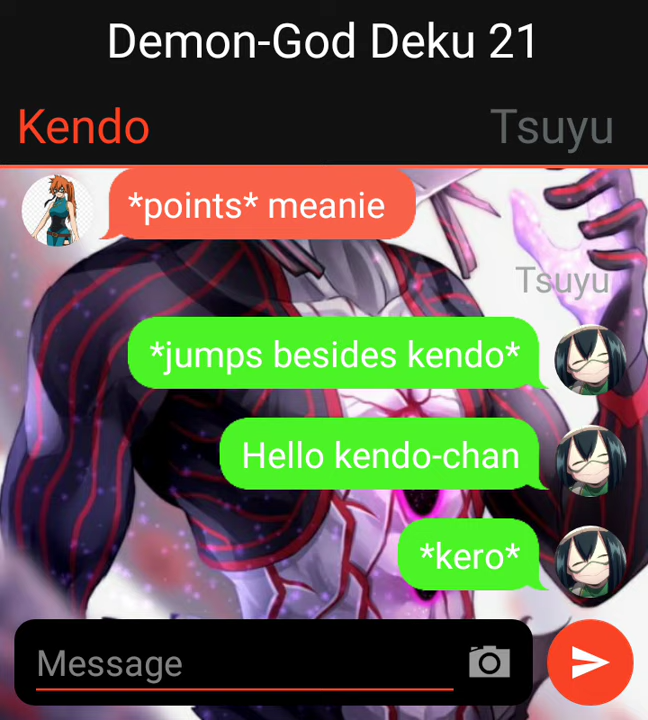 Demon-God Deku 21
Kendo
Tsuyu
*points* meanie
Tsuyu
*jumps besides kendo*
Hello kendo-chan
*kero*
Message